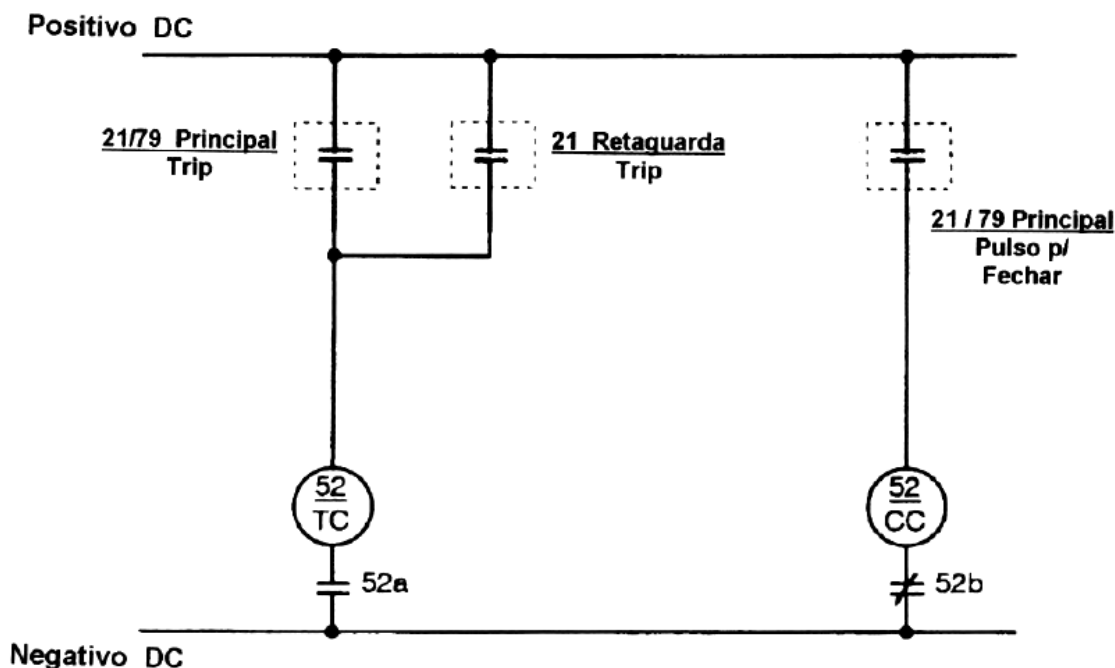 Positivo DC
21/79 Principal
Trip
21 Retaguarda
Trip
21 / 79 Principal
Pulso p/
Fechar
52
TC
52
CC
52a
52b
Negativo DC